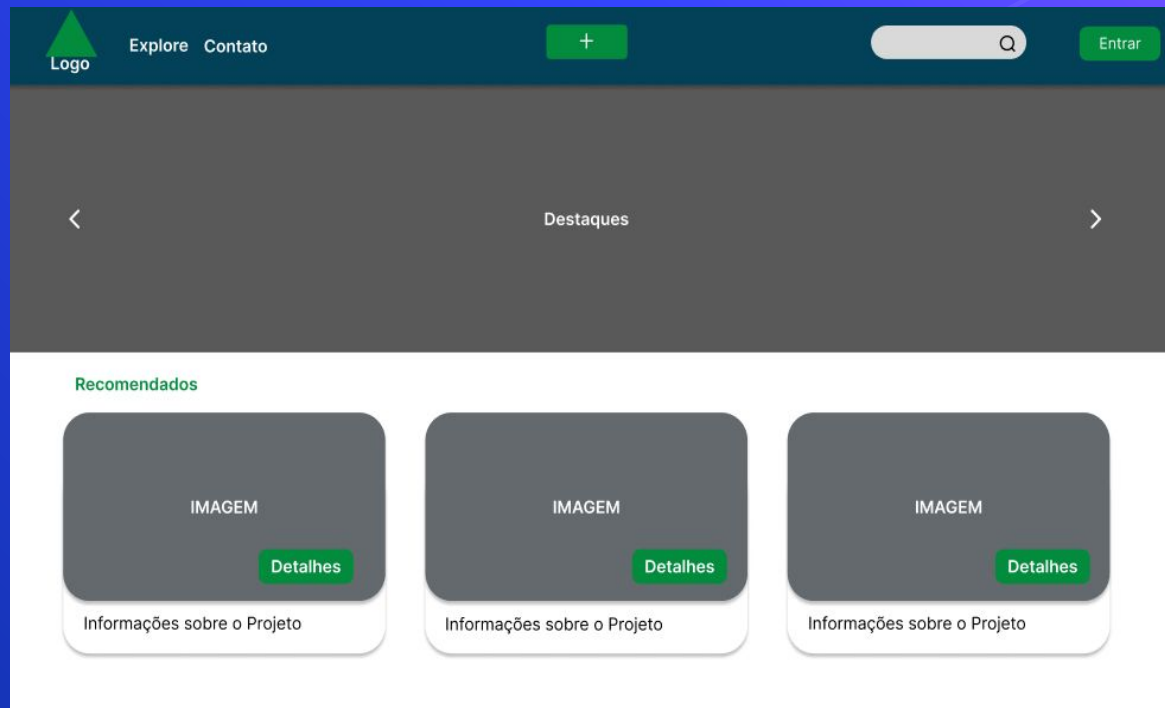 Logo
Explore Contato
+
Entrar
Destaques
Recomendados
IMAGEM IMAGEM IMAGEM
Detalhes Detalhes Detalhes
Informações sobre o Projeto Informações sobre o Projeto Informações sobre o Projeto